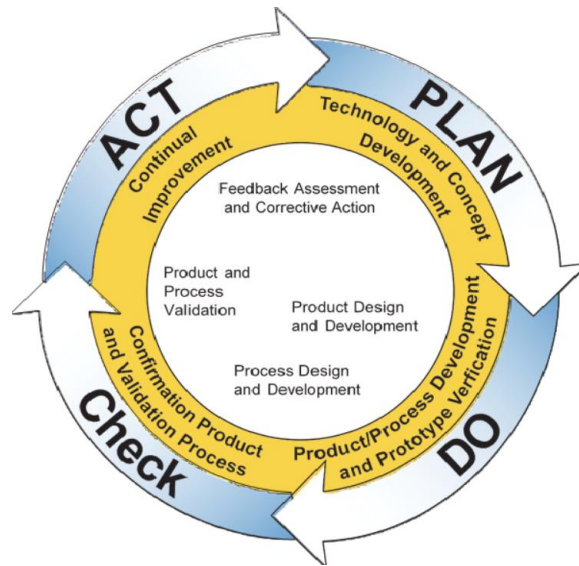 ACT
PLAN
Continual
Improvement
Technology and Concept
Development
Feedback Assessment
and Corrective Action
Product and
Process
Validation
Product Design
and Development
Process Design
and Development
Confirmation Product
and Validation Process
Product/Process Development
and Prototype Verfication
Check
DO